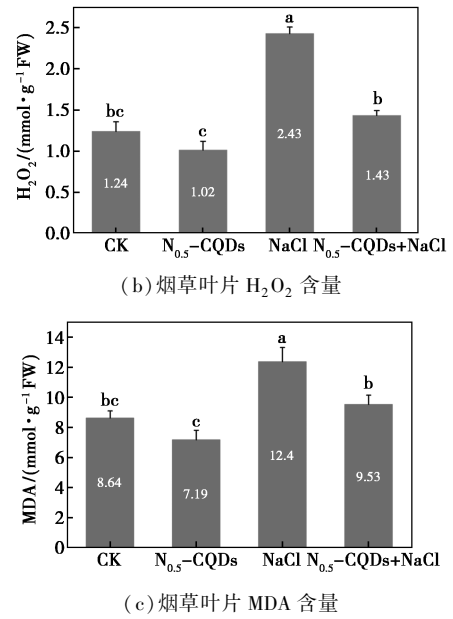 H₂O₂/(mmol·g⁻¹FW)
2.5
2.0
1.5
1.0
0.5
0.0
bc
c
a
b
1.24
1.02
2.43
1.43
CK N₀.₅−CQDs NaCl N₀.₅−CQDs+NaCl
(b)烟草叶片 H₂O₂ 含量
MDA/(mmol·g⁻¹FW)
14
12
10
8
6
4
2
0
bc
c
a
b
8.64
7.19
12.4
9.53
CK N₀.₅−CQDs NaCl N₀.₅−CQDs+NaCl
(c)烟草叶片 MDA 含量